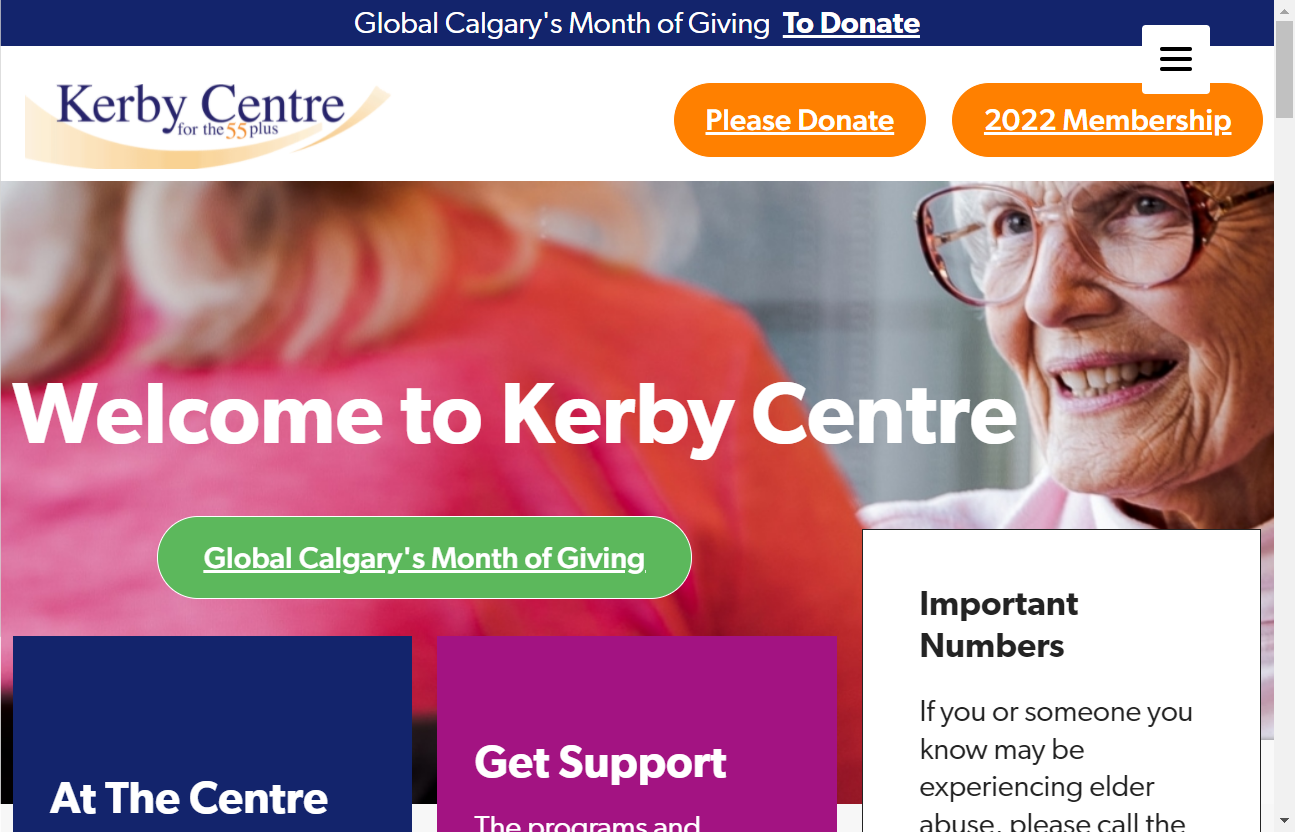 Global Calgary's Month of Giving To Donate
Kerby Centre
for the 55 plus
Please Donate
2022 Membership
Welcome to Kerby Centre
Global Calgary's Month of Giving
At The Centre
Get Support
The programs and
Important
Numbers
If you or someone you
know may be
experiencing elder
abuse, please call the